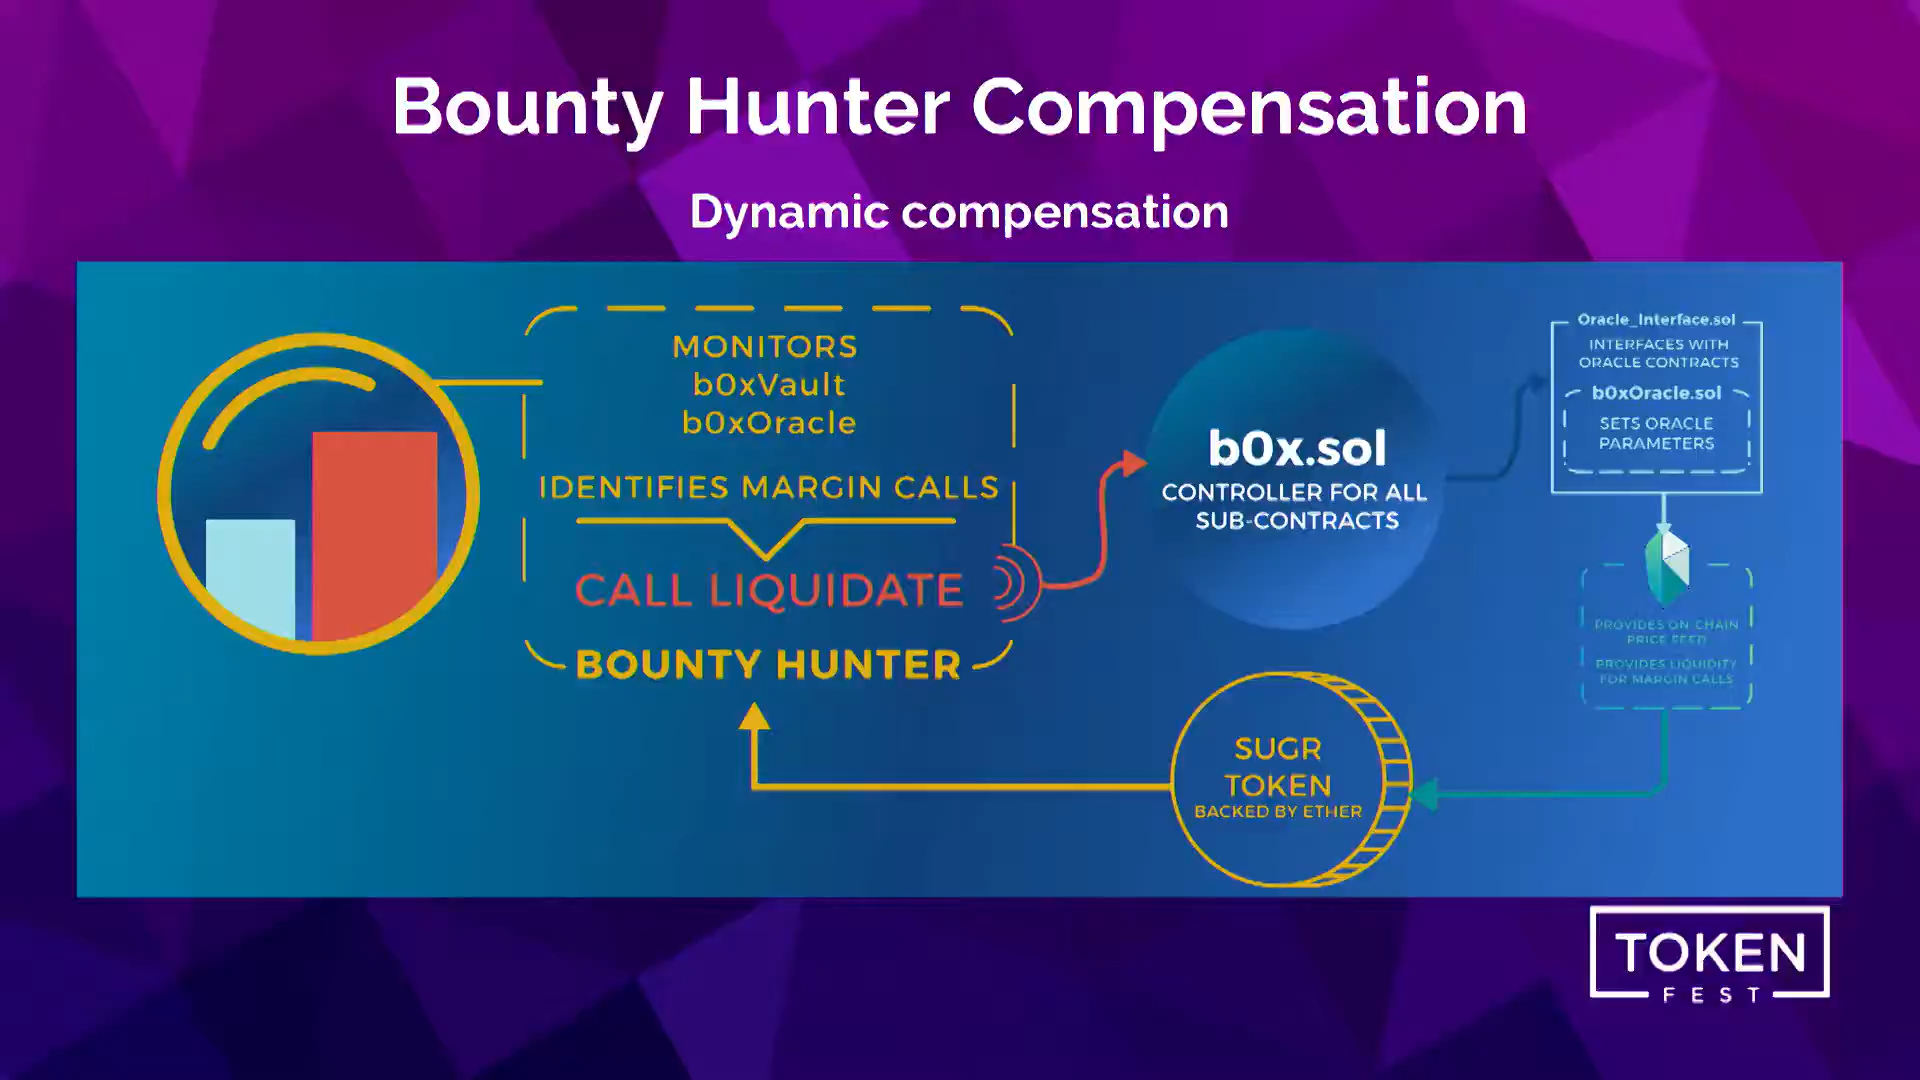 Bounty Hunter Compensation
Dynamic compensation
MONITORS
b0xVault
b0xOracle
IDENTIFIES MARGIN CALLS
CALL LIQUIDATE
BOUNTY HUNTER
b0x.sol
CONTROLLER FOR ALL
SUB-CONTRACTS
Oracle_Interface.sol
INTERFACES WITH
ORACLE CONTRACTS
b0xOracle.sol
SETS ORACLE
PARAMETERS
PROVIDES ON-CHAIN
PRICE FEED
PROVIDES LIQUIDITY
FOR MARGIN CALLS
SUGR
TOKEN
BACKED BY ETHER
TOKEN
FEST